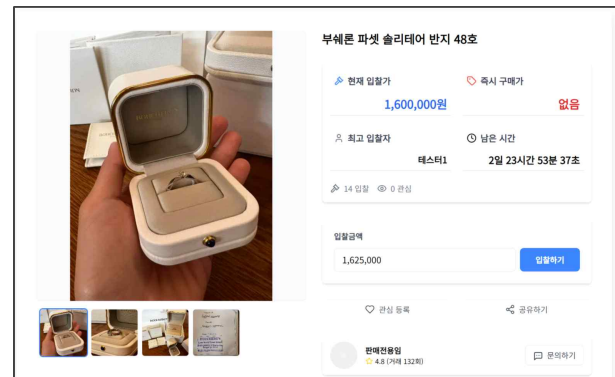 부쉐론 파셋 솔리테어 반지 48호
현재 입찰가
즉시 구매가
1,600,000원
없음
최고 입찰자
남은 시간
테스터1
2일 23시간 53분 37초
14 입찰 0 관심
입찰금액
1,625,000
입찰하기
관심 등록
공유하기
판매전용임
4.8 (거래 132회)
문의하기